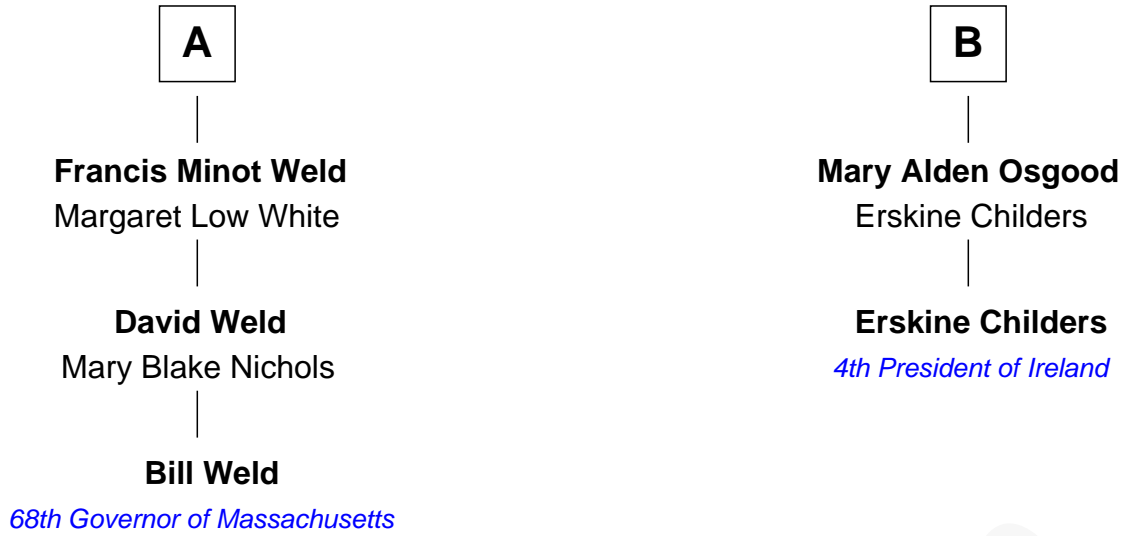 A
Francis Minot Weld
Margaret Low White
David Weld
Mary Blake Nichols
Bill Weld
68th Governor of Massachusetts
B
Mary Alden Osgood
Erskine Childers
Erskine Childers
4th President of Ireland